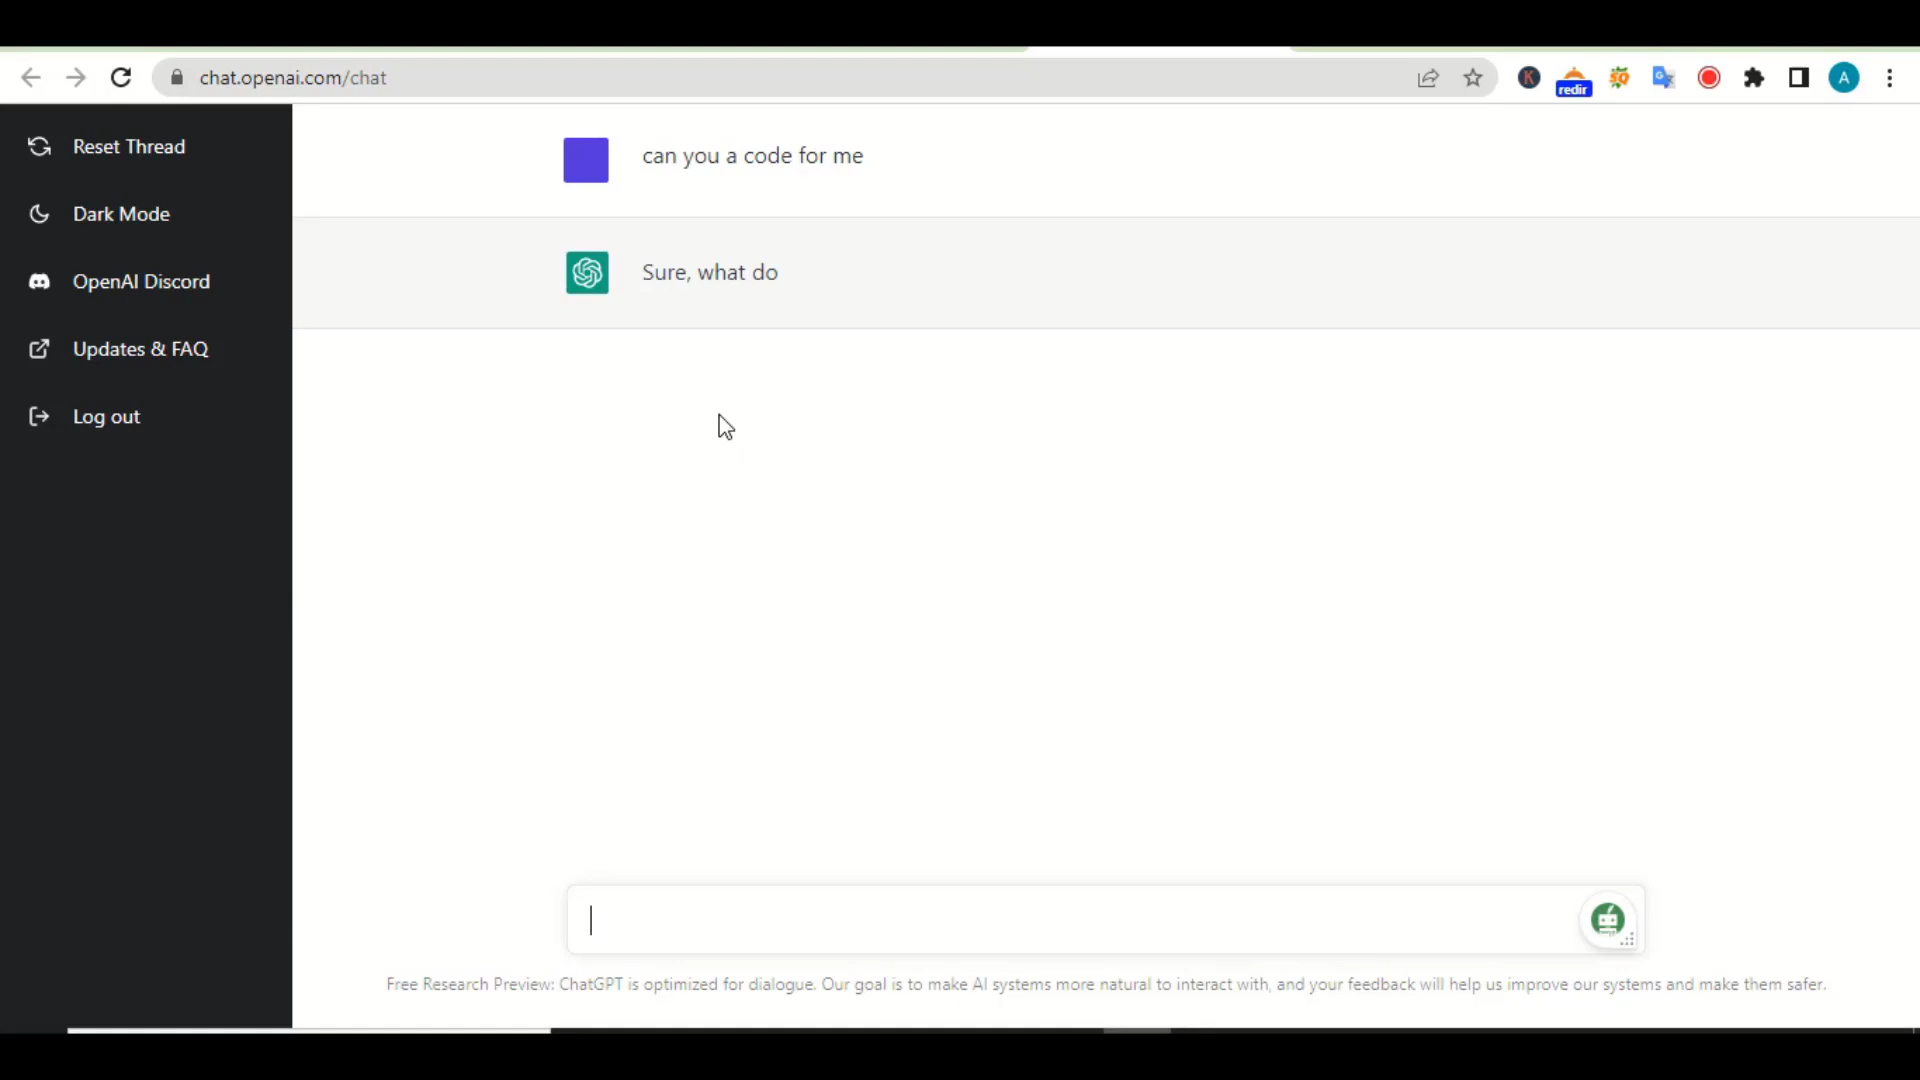 chat.openai.com/chat
redir
A
Reset Thread
Dark Mode
OpenAI Discord
Updates & FAQ
Log out
can you a code for me
Sure, what do
Free Research Preview: ChatGPT is optimized for dialogue. Our goal is to make AI systems more natural to interact with, and your feedback will help us improve our systems and make them safer.